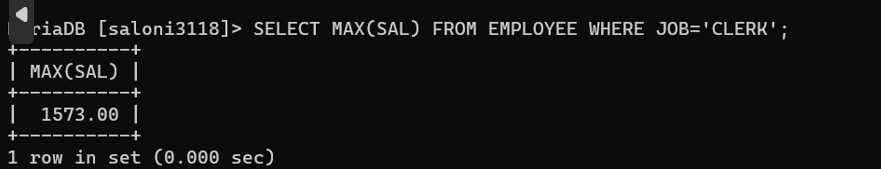 riaDB [saloni3118]> SELECT MAX(SAL) FROM EMPLOYEE WHERE JOB='CLERK';
+----------+
| MAX(SAL) |
+----------+
|  1573.00 |
+----------+
1 row in set (0.000 sec)